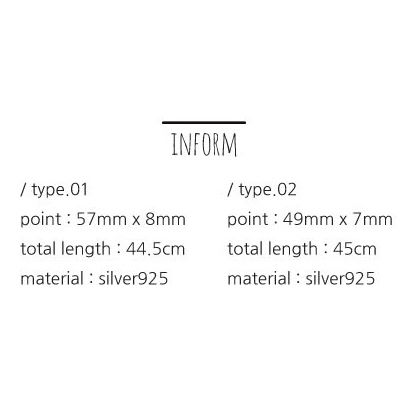 INFORM
/ type.01
point : 57mm x 8mm
total length : 44.5cm
material : silver925
/ type.02
point : 49mm x 7mm
total length : 45cm
material : silver925